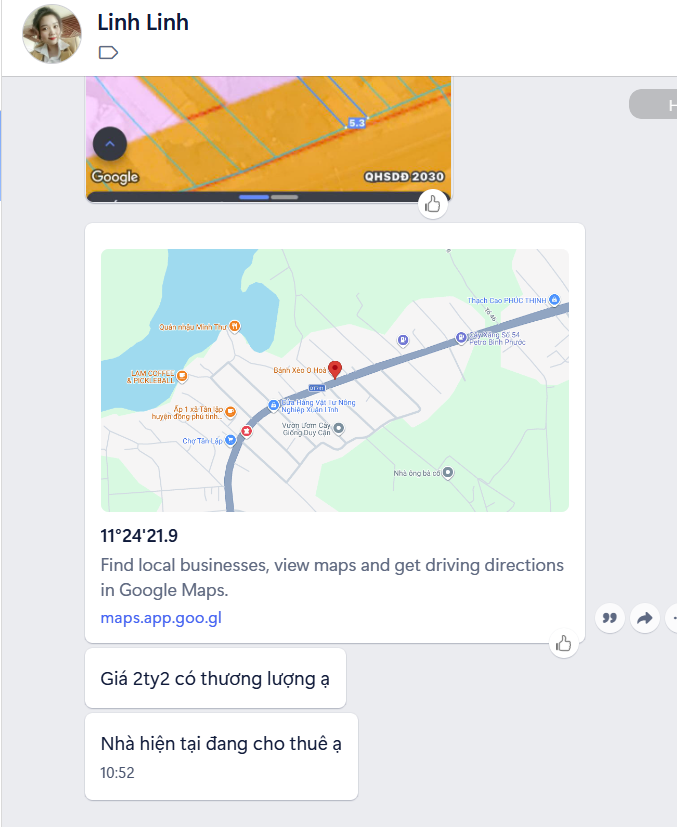 Linh Linh
H
5.3
Google
QHSDĐ 2030
Thạch Cao PHÚC THỊNH
Quán nhậu Minh Thư
Cây Xăng Số 54
Petro Bình Phước
LAM COFFEE
& PICKLEBALL
Bánh Xèo O Hoà
ĐT741
Cửa Hàng Vật Tư Nông
Nghiệp Xuân Lĩnh
Ấp 1 xã Tân lập
huyện đồng phú tỉnh...
Vườn Ươm Cây
Giống Duy Cận
Chợ Tân Lập
Nhà ông bà cố
11°24'21.9
Find local businesses, view maps and get driving directions
in Google Maps.
maps.app.goo.gl
Giá 2ty2 có thương lượng ạ
Nhà hiện tại đang cho thuê ạ
10:52